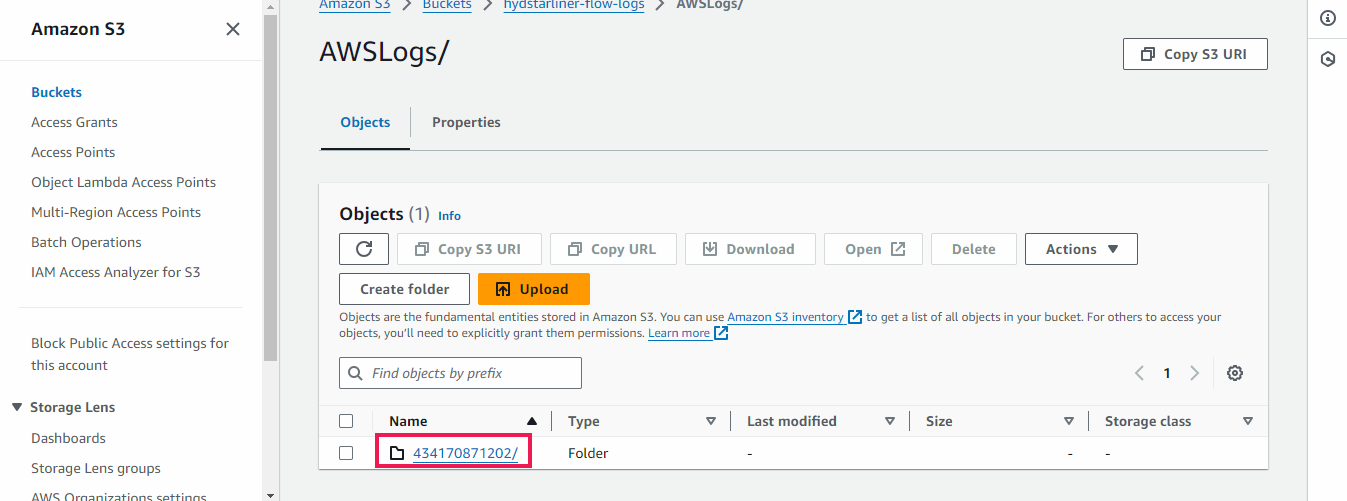 Amazon S3
Buckets
Access Grants
Access Points
Object Lambda Access Points
Multi-Region Access Points
Batch Operations
IAM Access Analyzer for S3
Block Public Access settings for
this account
Storage Lens
Dashboards
Storage Lens groups
AWS Organizations settings
Amazon S3 > Buckets > hydstarliner-flow-logs > AWSLogs/
AWSLogs/
Copy S3 URI
Objects Properties
Objects (1) Info
Copy S3 URI Copy URL Download Open Delete Actions
Create folder Upload
Objects are the fundamental entities stored in Amazon S3. You can use Amazon S3 inventory to get a list of all objects in your bucket. For others to access your
objects, you'll need to explicitly grant them permissions. Learn more
Find objects by prefix
1
Name Type Last modified Size Storage class
434170871202/ Folder - - -